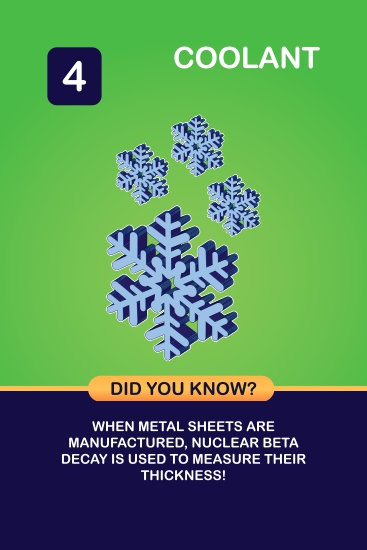 4
COOLANT
DID YOU KNOW?
WHEN METAL SHEETS ARE
MANUFACTURED, NUCLEAR BETA
DECAY IS USED TO MEASURE THEIR
THICKNESS!